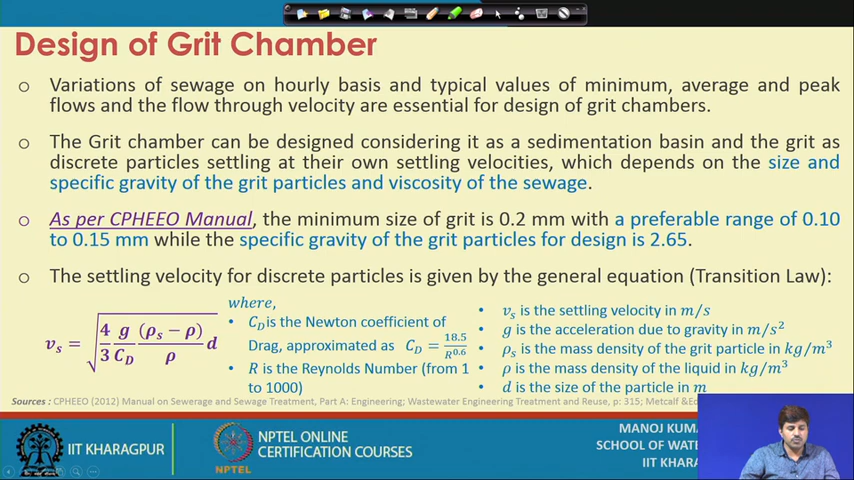 Design of Grit Chamber
o Variations of sewage on hourly basis and typical values of minimum, average and peak
flows and the flow through velocity are essential for design of grit chambers.
o The Grit chamber can be designed considering it as a sedimentation basin and the grit as
discrete particles settling at their own settling velocities, which depends on the size and
specific gravity of the grit particles and viscosity of the sewage.
o As per CPHEEO Manual, the minimum size of grit is 0.2 mm with a preferable range of 0.10
to 0.15 mm while the specific gravity of the grit particles for design is 2.65.
o The settling velocity for discrete particles is given by the general equation (Transition Law):
v_s = √(4/3 g/C_D (ρ_s − ρ)/ρ d)
where,
• C_D is the Newton coefficient of
Drag, approximated as C_D = 18.5/R^0.6
• R is the Reynolds Number (from 1
to 1000)
• v_s is the settling velocity in m/s
• g is the acceleration due to gravity in m/s²
• ρ_s is the mass density of the grit particle in kg/m³
• ρ is the mass density of the liquid in kg/m³
• d is the size of the particle in m
Sources : CPHEEO (2012) Manual on Sewerage and Sewage Treatment, Part A: Engineering; Wastewater Engineering Treatment and Reuse, p: 315; Metcalf &
IIT KHARAGPUR
NPTEL
NPTEL ONLINE
CERTIFICATION COURSES
MANOJ
SCHOOL OF
IIT